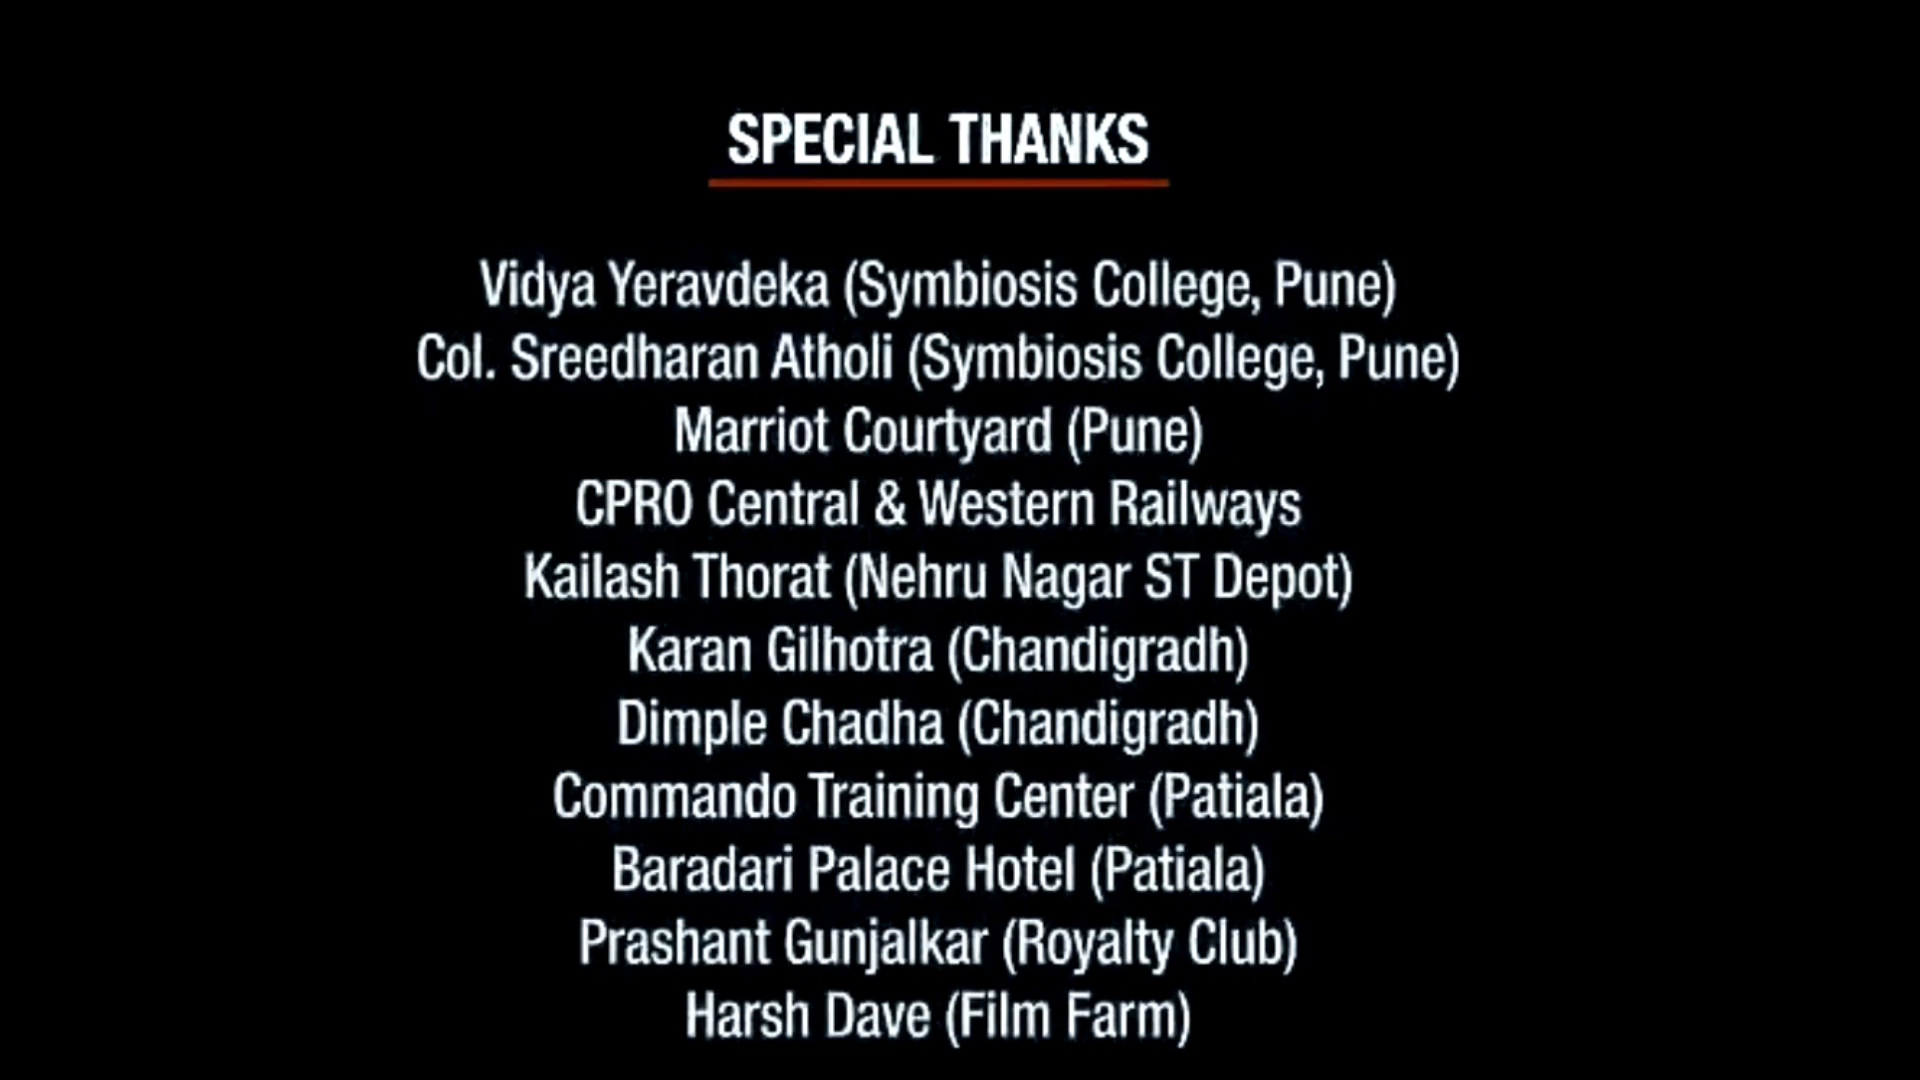 SPECIAL THANKS
Vidya Yeravdeka (Symbiosis College, Pune)
Col. Sreedharan Atholi (Symbiosis College, Pune)
Marriot Courtyard (Pune)
CPRO Central & Western Railways
Kailash Thorat (Nehru Nagar ST Depot)
Karan Gilhotra (Chandigradh)
Dimple Chadha (Chandigradh)
Commando Training Center (Patiala)
Baradari Palace Hotel (Patiala)
Prashant Gunjalkar (Royalty Club)
Harsh Dave (Film Farm)